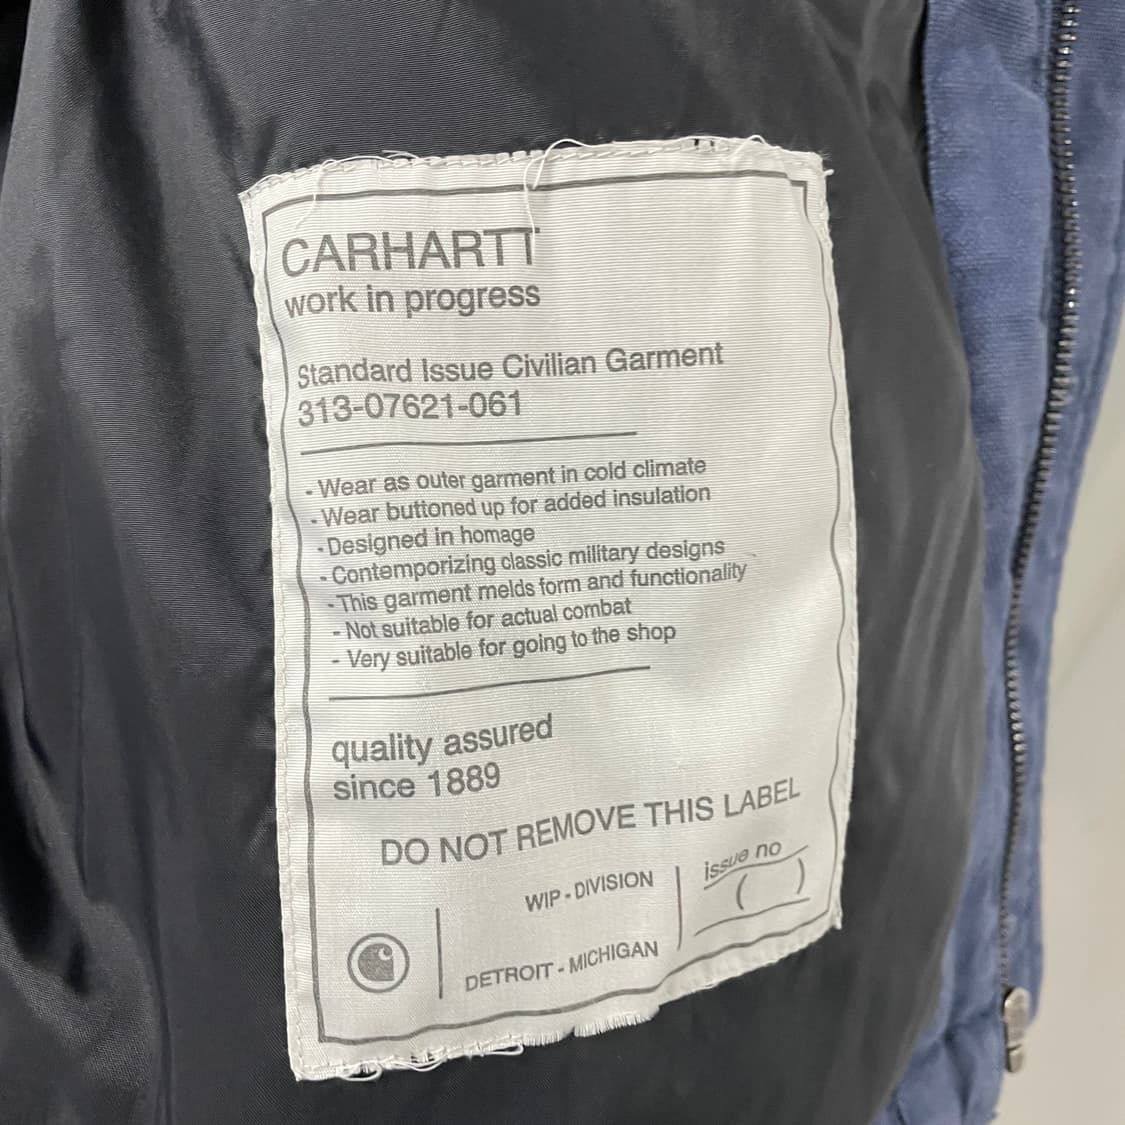 CARHARTT
work in progress
Standard Issue Civilian Garment
313-07621-061
- Wear as outer garment in cold climate
- Wear buttoned up for added insulation
- Designed in homage
- Contemporizing classic military designs
- This garment melds form and functionality
- Not suitable for actual combat
- Very suitable for going to the shop
quality assured
since 1889
DO NOT REMOVE THIS LABEL
WIP - DIVISION
issue no
( )
DETROIT - MICHIGAN